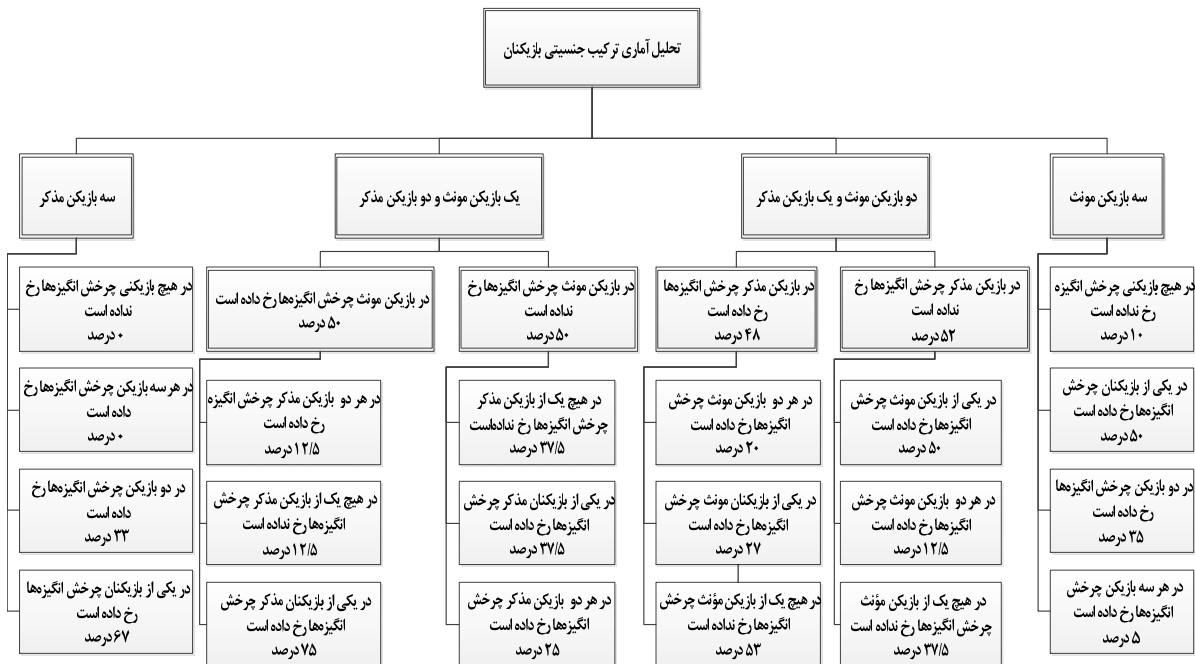 تحلیل آماری ترکیب جنسیتی بازیکنان
سه بازیکن مونث
دو بازیکن مونث و یک بازیکن مذکر
یک بازیکن مونث و دو بازیکن مذکر
سه بازیکن مذکر
در هیچ بازیکنی چرخش انگیزه
رخ نداده است
۱۰ درصد
در یکی از بازیکنان چرخش
انگیزه‌ها رخ داده است
۵۰ درصد
در دو بازیکن چرخش انگیزه‌ها
رخ داده است
۳۵ درصد
در هر سه بازیکن چرخش
انگیزه‌ها رخ داده است
۵ درصد
در بازیکن مذکر چرخش انگیزه‌ها رخ
نداده است
۵۲ درصد
در یکی از بازیکن مونث چرخش
انگیزه‌ها رخ داده است
۵۰ درصد
در هر دو بازیکن مونث چرخش
انگیزه‌ها رخ داده است
۱۲/۵ درصد
در هیچ یک از بازیکن مؤنث
چرخش انگیزه‌ها رخ نداده است
۳۷/۵ درصد
در بازیکن مذکر چرخش انگیزه‌ها
رخ داده است
۴۸ درصد
در هر دو بازیکن مونث چرخش
انگیزه‌ها رخ داده است
۲۰ درصد
در یکی از بازیکنان مونث چرخش
انگیزه‌ها رخ داده است
۲۷ درصد
در هیچ یک از بازیکن مؤنث چرخش
انگیزه‌ها رخ نداده است
۵۳ درصد
در بازیکن مونث چرخش انگیزه‌ها رخ
نداده است
۵۰ درصد
در هیچ یک از بازیکن مذکر
چرخش انگیزه‌ها رخ نداده‌است
۳۷/۵ درصد
در یکی از بازیکنان مذکر چرخش
انگیزه‌ها رخ داده است
۳۷/۵ درصد
در هر دو بازیکن مذکر چرخش
انگیزه‌ها رخ داده است
۲۵ درصد
در بازیکن مونث چرخش انگیزه‌ها رخ داده است
۵۰ درصد
در هر دو بازیکن مذکر چرخش انگیزه
رخ داده است
۱۲/۵ درصد
در هیچ یک از بازیکن مذکر چرخش
انگیزه‌ها رخ نداده است
۱۲/۵ درصد
در یکی از بازیکنان مذکر چرخش
انگیزه‌ها رخ داده است
۷۵ درصد
در هیچ بازیکنی چرخش انگیزه‌ها رخ
نداده است
۰ درصد
در هر سه بازیکن چرخش انگیزه‌ها رخ
داده است
۰ درصد
در دو بازیکن چرخش انگیزه‌ها رخ
داده است
۳۳ درصد
در یکی از بازیکنان چرخش انگیزه‌ها
رخ داده است
۶۷ درصد